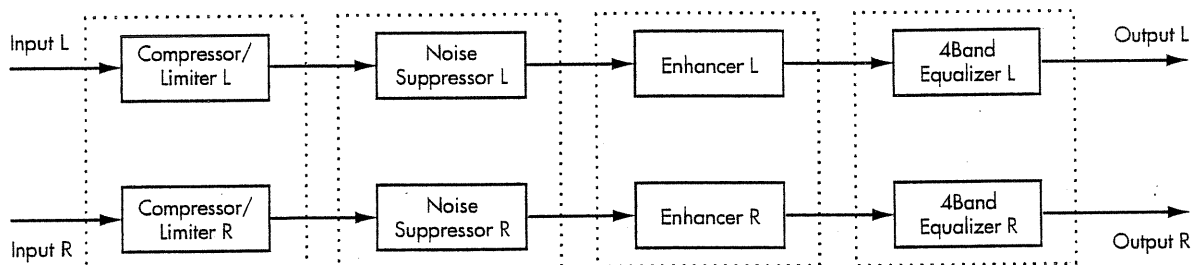 Input L
Compressor/
Limiter L
Noise
Suppressor L
Enhancer L
4Band
Equalizer L
Output L
Input R
Compressor/
Limiter R
Noise
Suppressor R
Enhancer R
4Band
Equalizer R
Output R